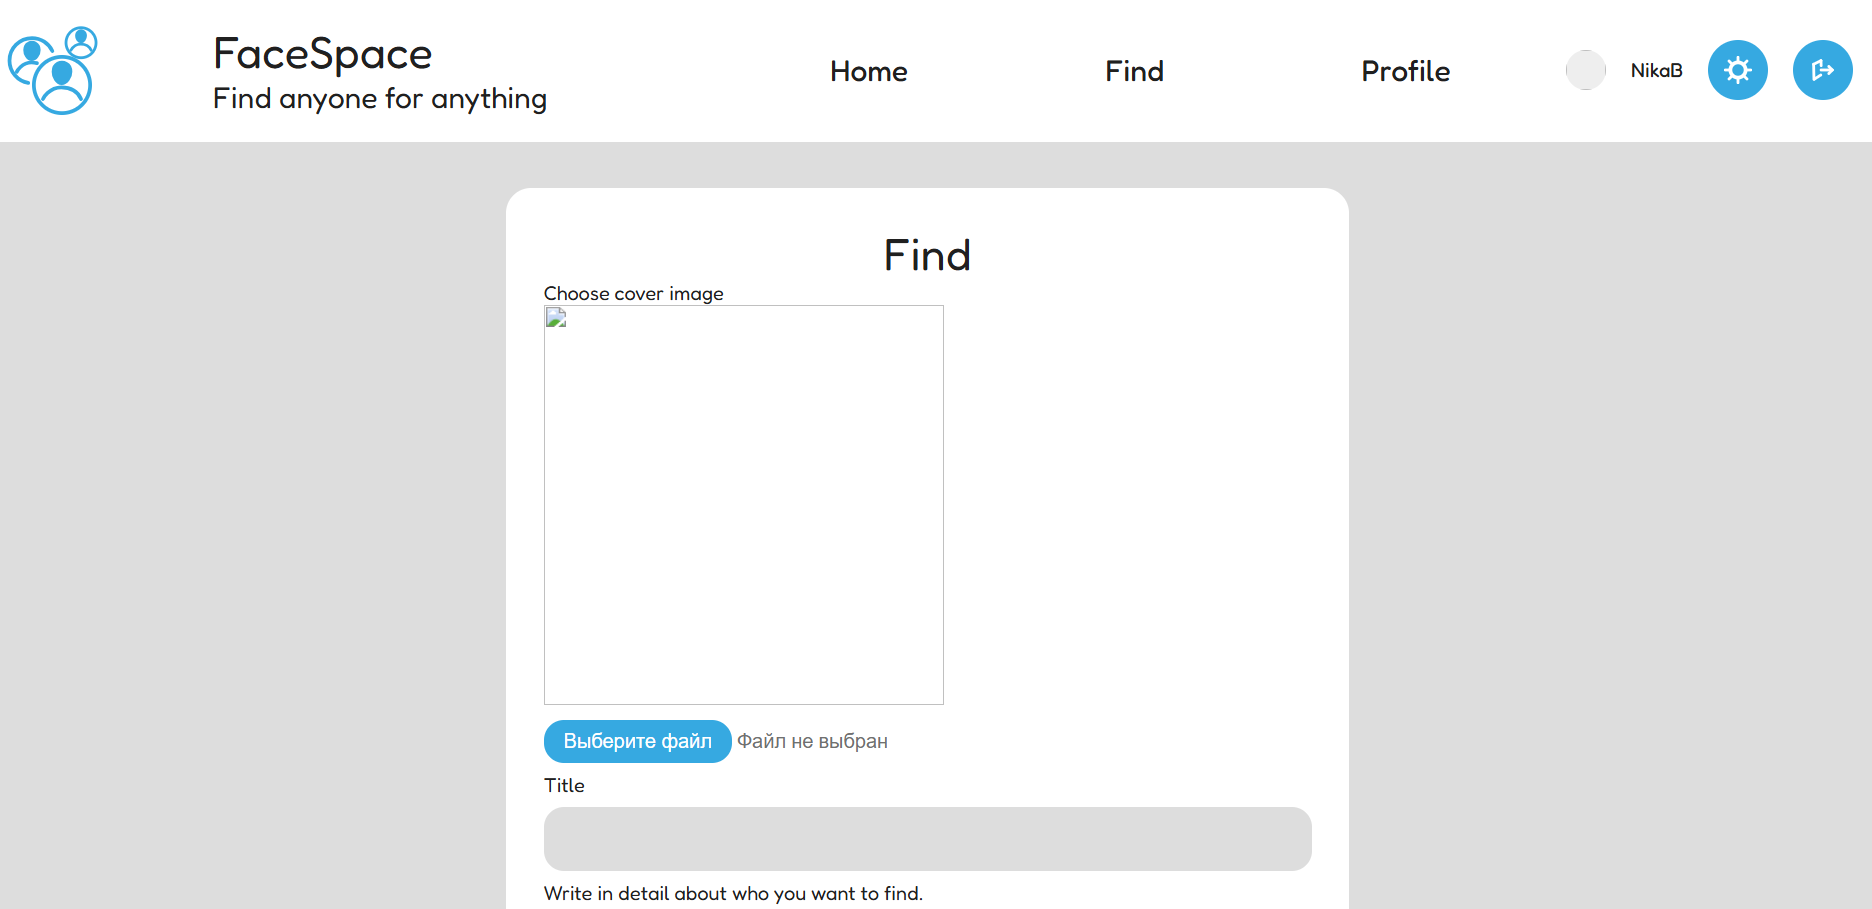 FaceSpace
Find anyone for anything
Home
Find
Profile
NikaB
Find
Choose cover image
Выберите файл Файл не выбран
Title
Write in detail about who you want to find.